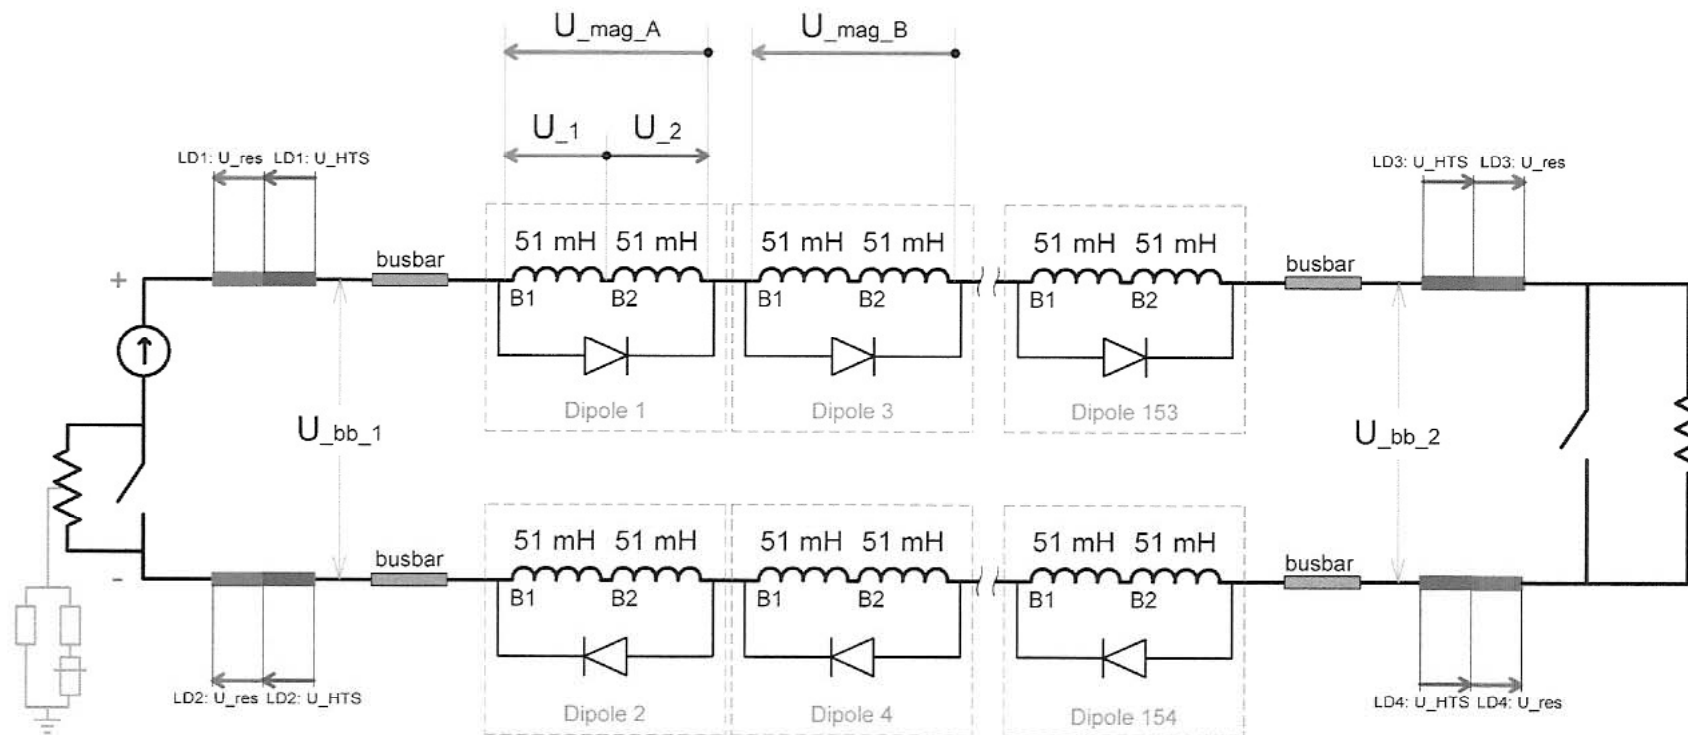 U_mag_A U_mag_B
U_1 U_2
LD1: U_res LD1: U_HTS
LD3: U_HTS LD3: U_res
51 mH 51 mH 51 mH 51 mH 51 mH 51 mH
busbar busbar
+
B1 B2 B1 B2 B1 B2
Dipole 1 Dipole 3 Dipole 153
U_bb_1 U_bb_2
51 mH 51 mH 51 mH 51 mH 51 mH 51 mH
busbar busbar
-
B1 B2 B1 B2 B1 B2
LD2: U_res LD2: U_HTS
LD4: U_HTS LD4: U_res
Dipole 2 Dipole 4 Dipole 154